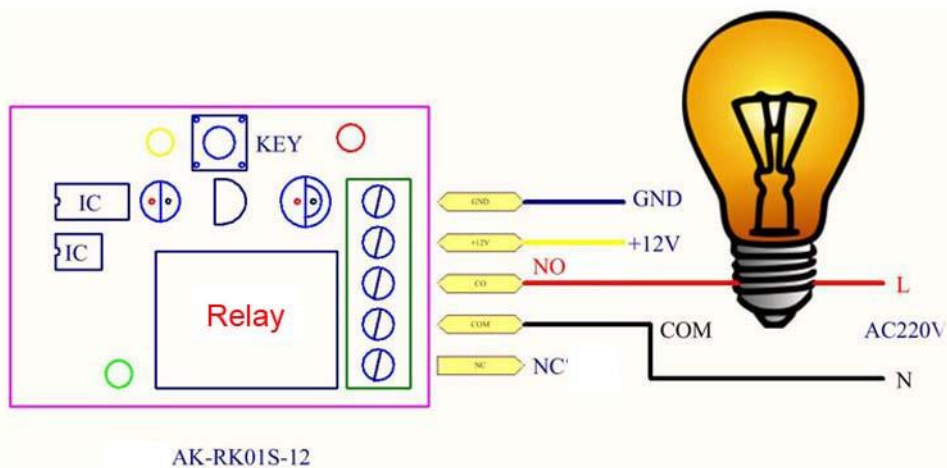 KEY
IC
IC
Relay
GND
GND
+12V
+12V
NO
CO
L
COM
COM
AC220V
NC
NC'
N
AK-RK01S-12